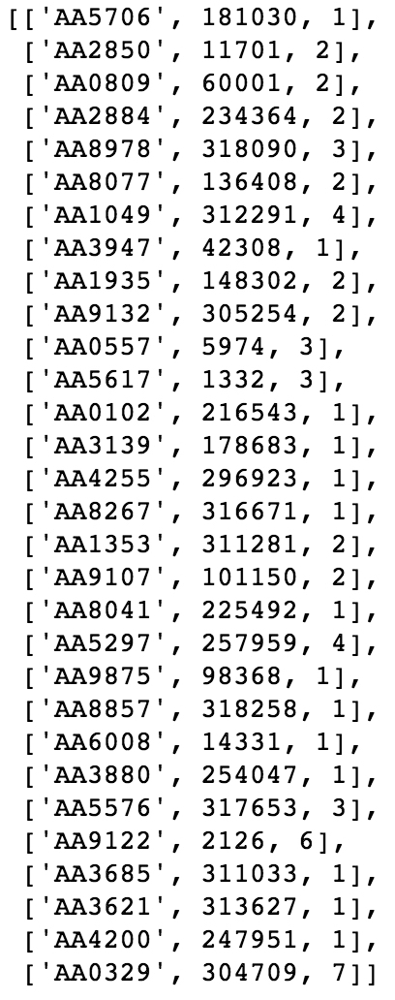 [['AA5706', 181030, 1],
['AA2850', 11701, 2],
['AA0809', 60001, 2],
['AA2884', 234364, 2],
['AA8978', 318090, 3],
['AA8077', 136408, 2],
['AA1049', 312291, 4],
['AA3947', 42308, 1],
['AA1935', 148302, 2],
['AA9132', 305254, 2],
['AA0557', 5974, 3],
['AA5617', 1332, 3],
['AA0102', 216543, 1],
['AA3139', 178683, 1],
['AA4255', 296923, 1],
['AA8267', 316671, 1],
['AA1353', 311281, 2],
['AA9107', 101150, 2],
['AA8041', 225492, 1],
['AA5297', 257959, 4],
['AA9875', 98368, 1],
['AA8857', 318258, 1],
['AA6008', 14331, 1],
['AA3880', 254047, 1],
['AA5576', 317653, 3],
['AA9122', 2126, 6],
['AA3685', 311033, 1],
['AA3621', 313627, 1],
['AA4200', 247951, 1],
['AA0329', 304709, 7]]